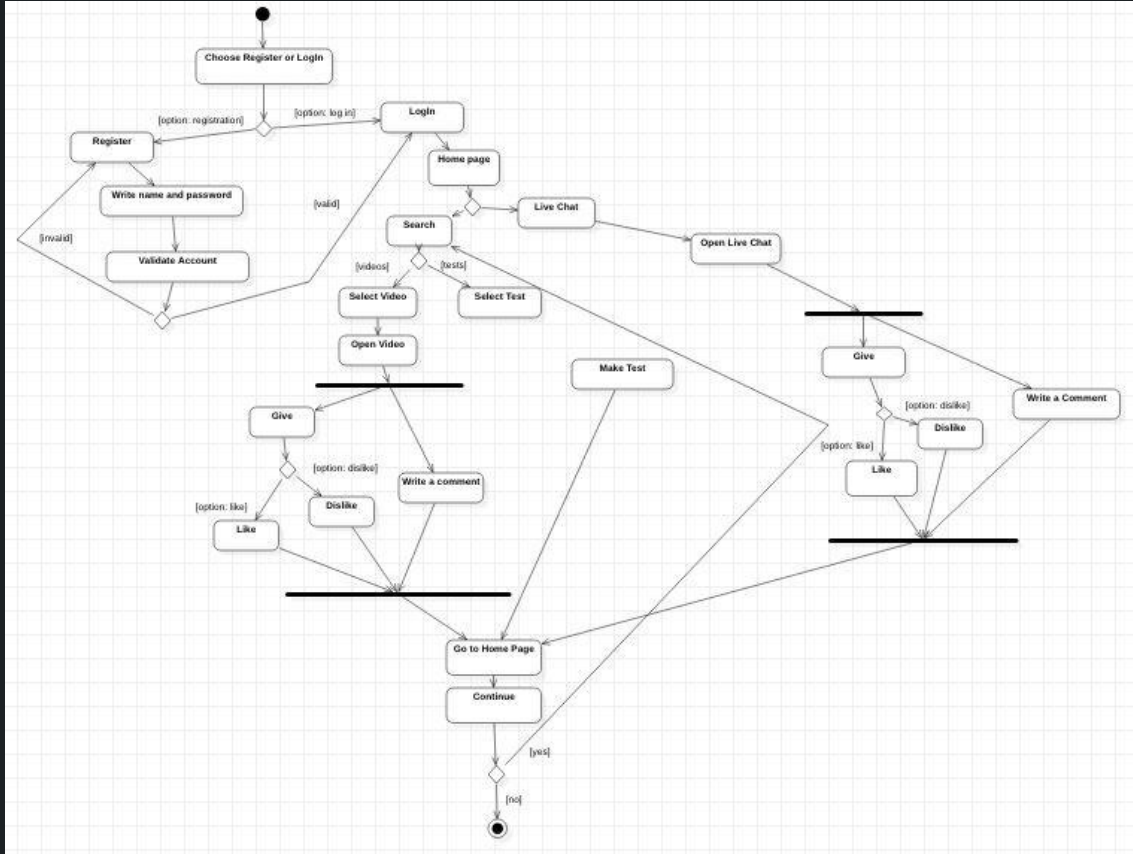 Choose Register or LogIn
[option: registration]
[option: log in]
LogIn
Register
Home page
Write name and password
[valid]
Live Chat
Search
[invalid]
Open Live Chat
Validate Account
[videos]
[tests]
Select Video
Select Test
Open Video
Make Test
Give
Write a Comment
[option: dislike]
Give
Dislike
[option: like]
[option: dislike]
Like
Write a comment
[option: like]
Dislike
Like
Go to Home Page
Continue
[yes]
[no]